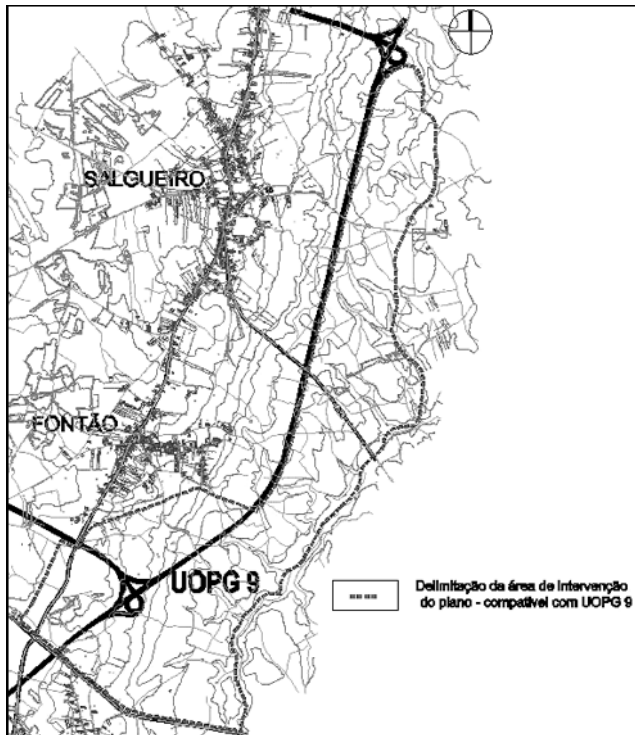 SALGUEIRO
FONTÃO
UOPG 9
Delimitação da área de intervenção
do plano - compatível com UOPG 9